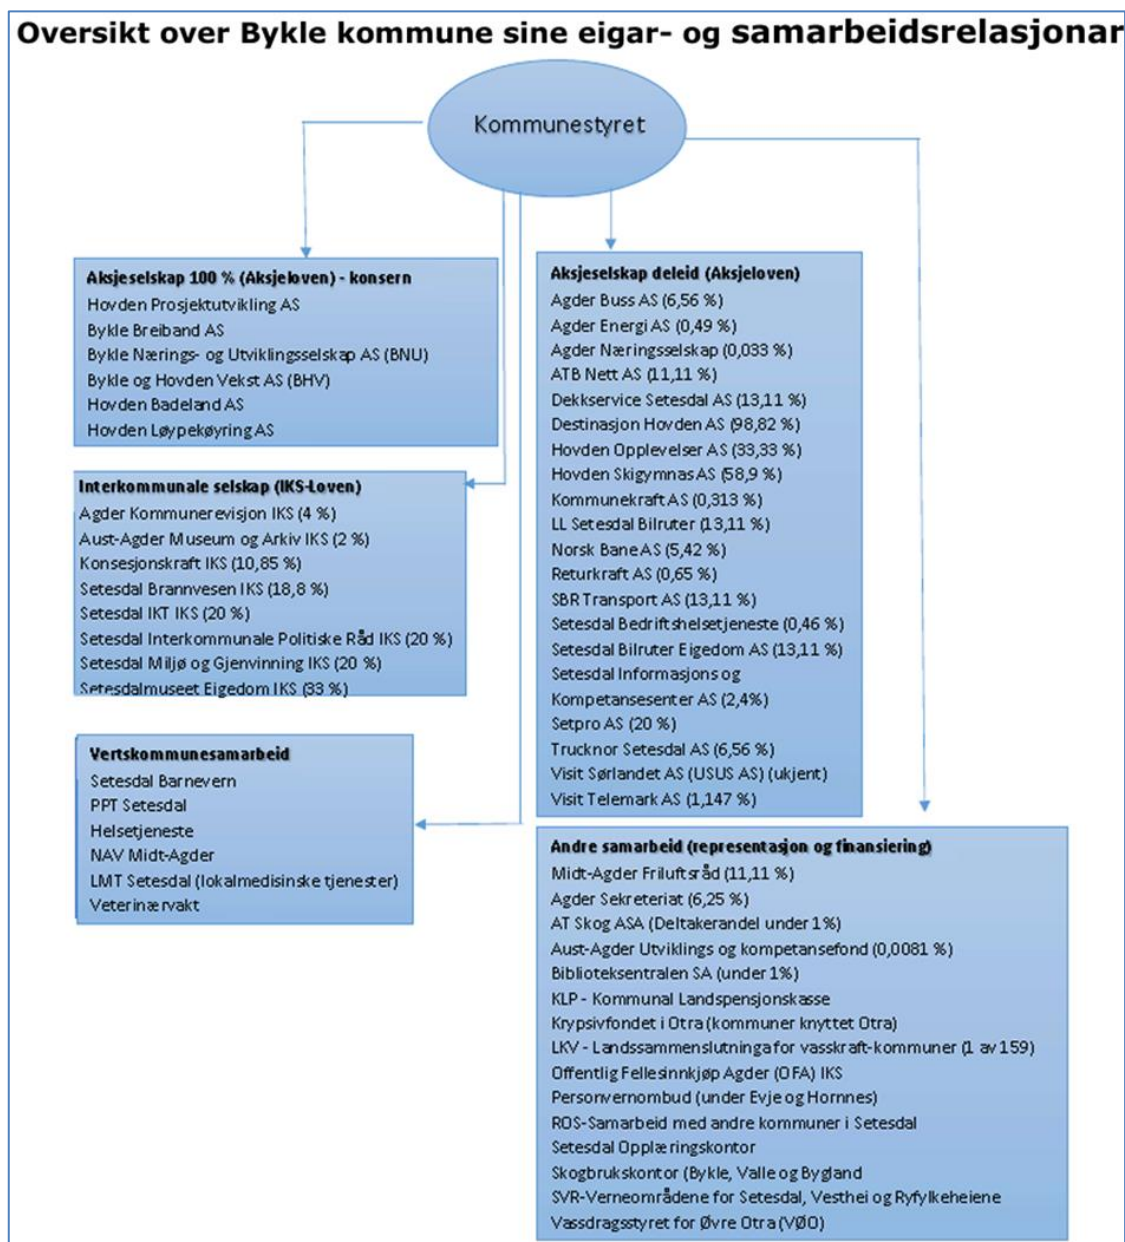 Oversikt over Bykle kommune sine eigar- og samarbeidsrelasjonar
Kommunestyret
Aksjeselskap 100 % (Aksjeloven) - konsern
Hovden Prosjektutvikling AS
Bykle Breiband AS
Bykle Nærings- og Utviklingsselskap AS (BNU)
Bykle og Hovden Vekst AS (BHV)
Hovden Badeland AS
Hovden Løypekøyring AS
Interkommunale selskap (IKS-Loven)
Agder Kommunerevisjon IKS (4 %)
Aust-Agder Museum og Arkiv IKS (2 %)
Konsesjonskraft IKS (10,85 %)
Setesdal Brannvesen IKS (18,8 %)
Setesdal IKT IKS (20 %)
Setesdal Interkommunale Politiske Råd IKS (20 %)
Setesdal Miljø og Gjenvinning IKS (20 %)
Setesdalmuseet Eigedom IKS (33 %)
Vertskommunesamarbeid
Setesdal Barnevern
PPT Setesdal
Helsetjeneste
NAV Midt-Agder
LMT Setesdal (lokalmedisinske tjenester)
Veterinærvakt
Aksjeselskap deleid (Aksjeloven)
Agder Buss AS (6,56 %)
Agder Energi AS (0,49 %)
Agder Næringsselskap (0,033 %)
ATB Nett AS (11,11 %)
Dekkservice Setesdal AS (13,11 %)
Destinasjon Hovden AS (98,82 %)
Hovden Opplevelser AS (33,33 %)
Hovden Skigymnas AS (58,9 %)
Kommunekraft AS (0,313 %)
LL Setesdal Bilruter (13,11 %)
Norsk Bane AS (5,42 %)
Returkraft AS (0,65 %)
SBR Transport AS (13,11 %)
Setesdal Bedriftshelsetjeneste (0,46 %)
Setesdal Bilruter Eigedom AS (13,11 %)
Setesdal Informasjons og
Kompetansesenter AS (2,4%)
Setpro AS (20 %)
Trucknor Setesdal AS (6,56 %)
Visit Sørlandet AS (USUS AS) (ukjent)
Visit Telemark AS (1,147 %)
Andre samarbeid (representasjon og finansiering)
Midt-Agder Friluftsråd (11,11 %)
Agder Sekreteriat (6,25 %)
AT Skog ASA (Deltakerandel under 1%)
Aust-Agder Utviklings og kompetansefond (0,0081 %)
Biblioteksentralen SA (under 1%)
KLP - Kommunal Landspensjonskasse
Krypsivfondet i Otra (kommuner knyttet Otra)
LKV - Landssammenslutninga for vasskraft-kommuner (1 av 159)
Offentlig Fellesinnkjøp Agder (OFA) IKS
Personvernombud (under Evje og Hornnes)
ROS-Samarbeid med andre kommuner i Setesdal
Setesdal Opplæringskontor
Skogbrukskontor (Bykle, Valle og Bygland
SVR-Verneområdene for Setesdal, Vesthei og Ryfylkeheiene
Vassdragsstyret for Øvre Otra (VØO)